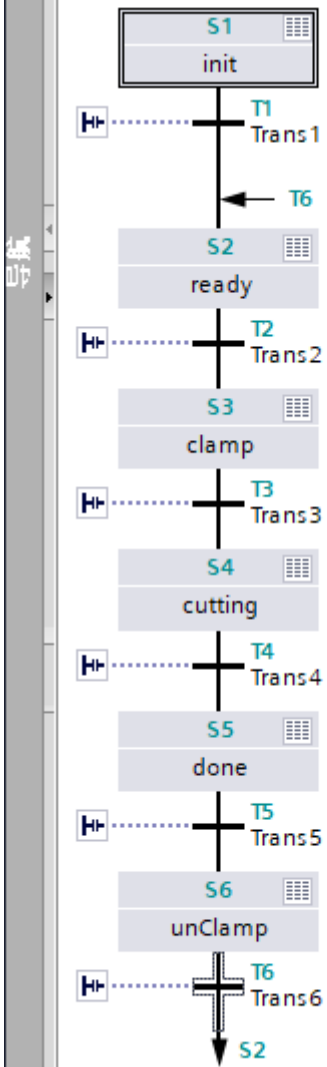 S1
init
T1
Trans1
T6
S2
ready
T2
Trans2
S3
clamp
T3
Trans3
S4
cutting
T4
Trans4
S5
done
T5
Trans5
S6
unClamp
T6
Trans6
S2